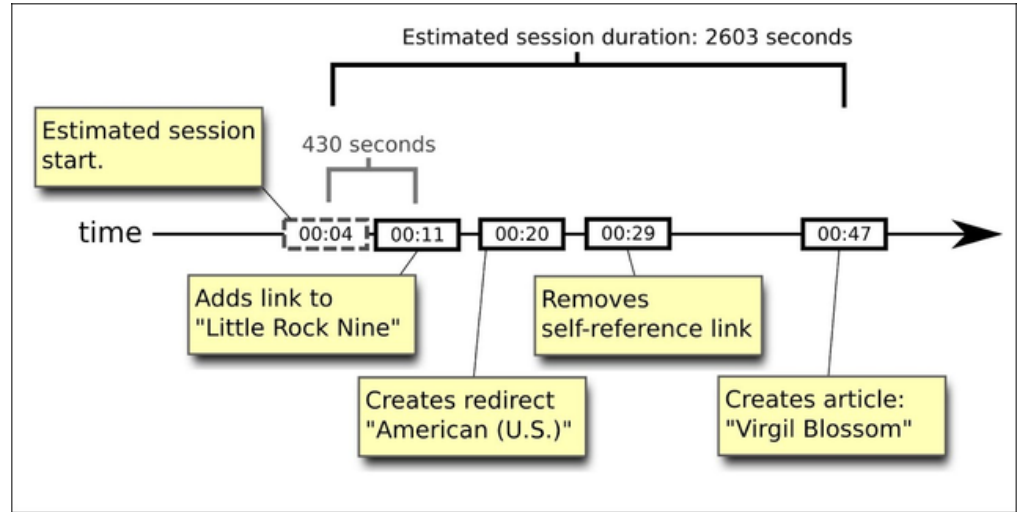 Estimated session duration: 2603 seconds
Estimated session
start.
430 seconds
time
00:04
00:11
00:20
00:29
00:47
Adds link to
"Little Rock Nine"
Removes
self-reference link
Creates redirect
"American (U.S.)"
Creates article:
"Virgil Blossom"